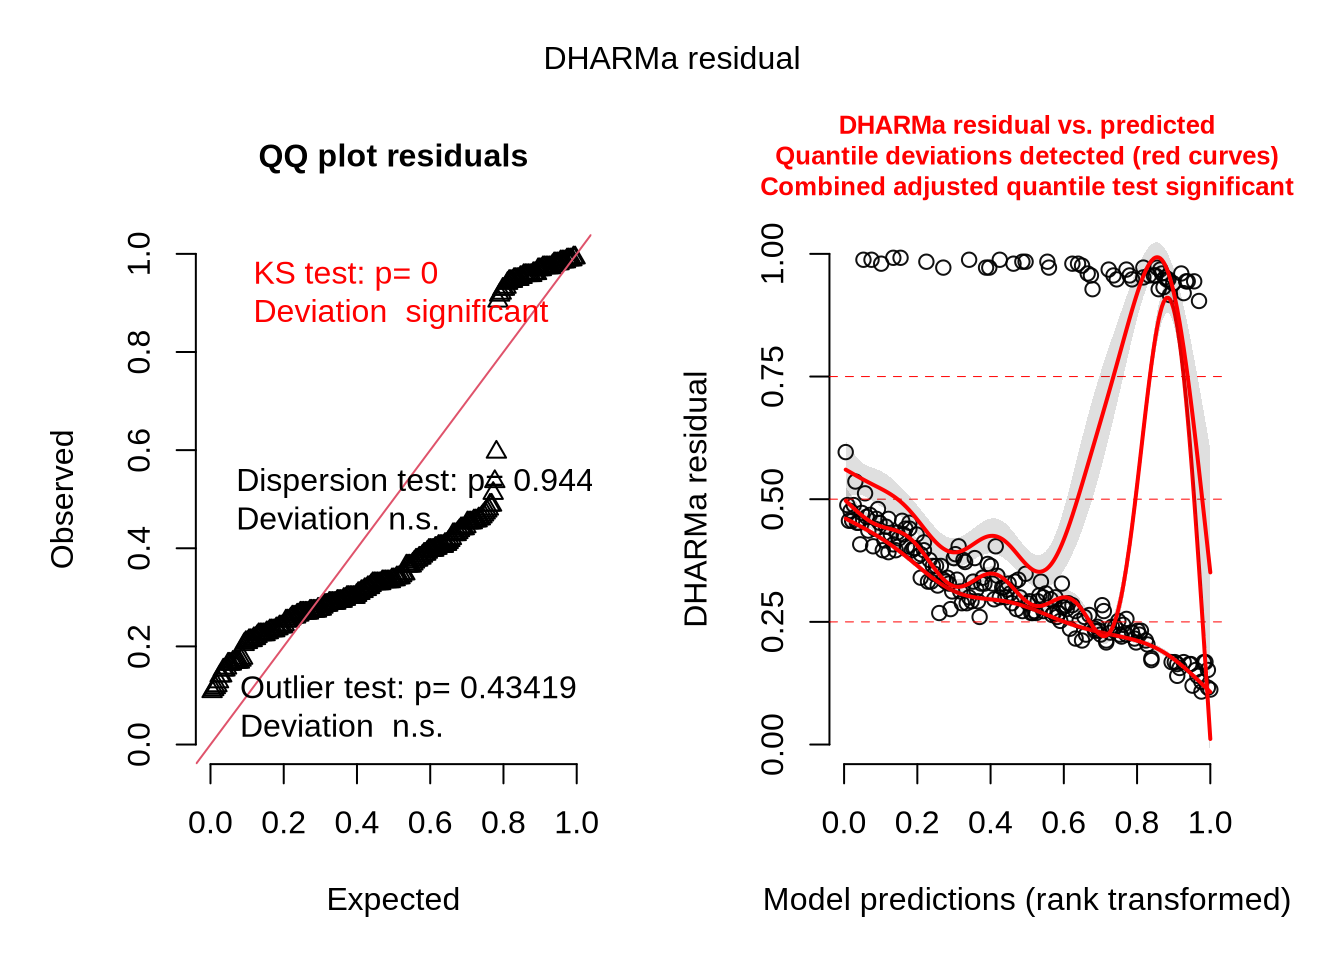 DHARMa residual
QQ plot residuals
KS test: p= 0
Deviation  significant
Dispersion test: p= 0.944
Deviation  n.s.
Outlier test: p= 0.43419
Deviation  n.s.
Observed
0.0 0.2 0.4 0.6 0.8 1.0
0.0 0.2 0.4 0.6 0.8 1.0
Expected
DHARMa residual vs. predicted
Quantile deviations detected (red curves)
Combined adjusted quantile test significant
DHARMa residual
0.00 0.25 0.50 0.75 1.00
0.0 0.2 0.4 0.6 0.8 1.0
Model predictions (rank transformed)